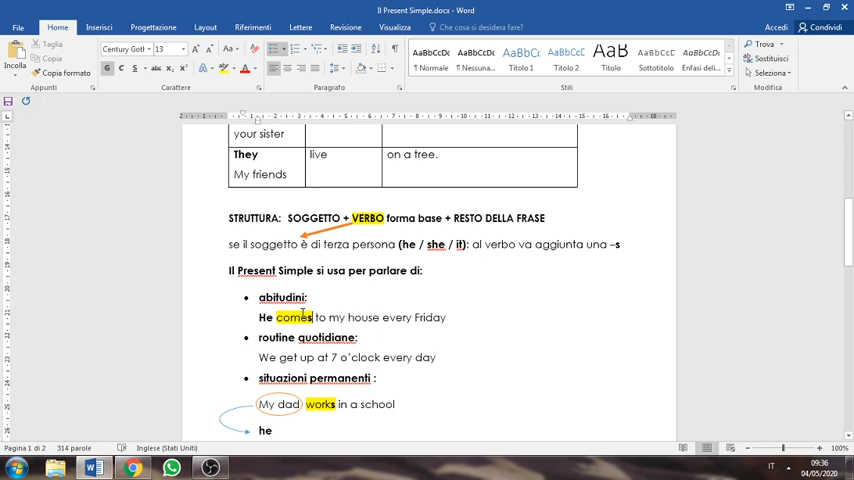 Il Present Simple.docx - Word
File Home Inserisci Progettazione Layout Riferimenti Lettere Revisione Visualizza Che cosa si desidera fare? Accedi Condividi
Incolla
Taglia
Copia
Copia formato
Century Gotl 13
Aa
G C S abc x₂ x²
AaBbCcDc AaBbCcDc AaBbC AaBbCcC AaB AaBbCcC AaBbCcDc
¶ Normale ¶ Nessuna... Titolo 1 Titolo 2 Titolo Sottotitolo Enfasi deli...
Trova
Sostituisci
Seleziona
Appunti Carattere Paragrafo Stili Modifica
your sister
They live on a tree.
My friends
STRUTTURA: SOGGETTO + VERBO forma base + RESTO DELLA FRASE
se il soggetto è di terza persona (he / she / it): al verbo va aggiunta una –s
Il Present Simple si usa per parlare di:
• abitudini:
He comes to my house every Friday
• routine quotidiane:
We get up at 7 o'clock every day
• situazioni permanenti :
My dad works in a school
he
Pagina 1 di 2 314 parole Inglese (Stati Uniti) 100%
IT 09:36
04/05/2020